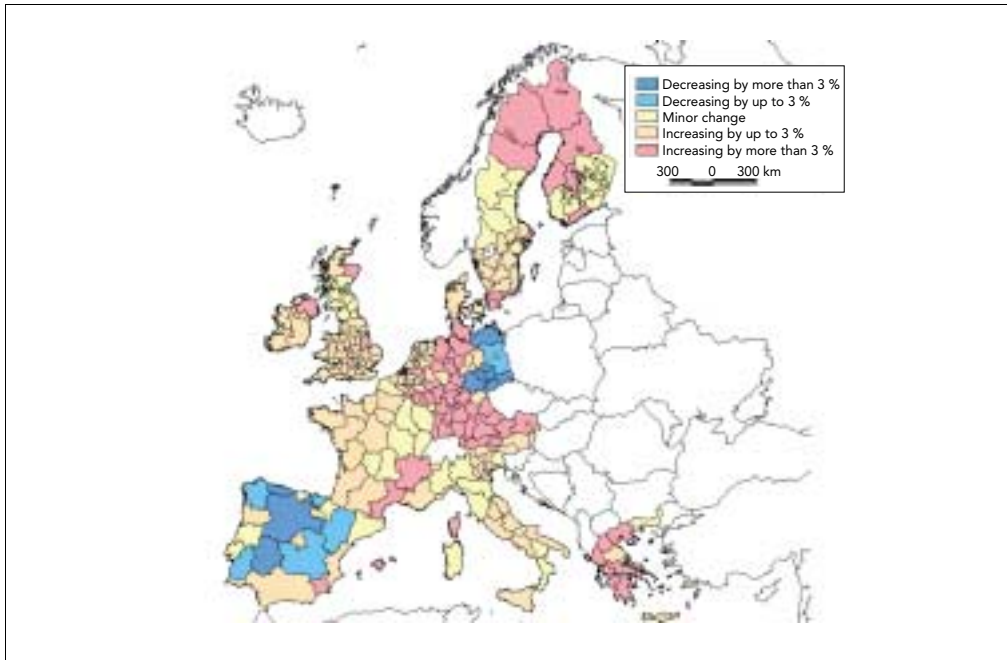 Decreasing by more than 3 %
Decreasing by up to 3 %
Minor change
Increasing by up to 3 %
Increasing by more than 3 %
300 0 300 km